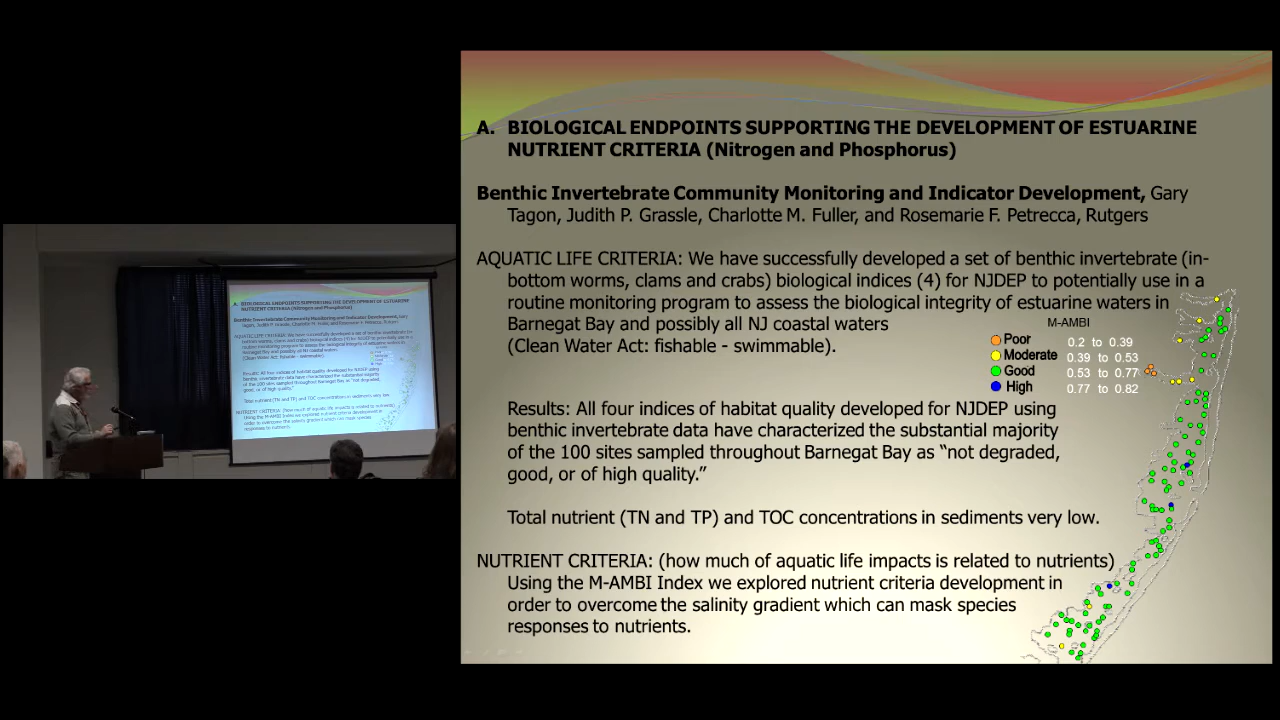 A. BIOLOGICAL ENDPOINTS SUPPORTING THE DEVELOPMENT OF ESTUARINE
NUTRIENT CRITERIA (Nitrogen and Phosphorus)
Benthic Invertebrate Community Monitoring and Indicator Development, Gary
Tagon, Judith P. Grassle, Charlotte M. Fuller, and Rosemarie F. Petrecca, Rutgers
AQUATIC LIFE CRITERIA: We have successfully developed a set of benthic invertebrate (in-
bottom worms, clams and crabs) biological indices (4) for NJDEP to potentially use in a
routine monitoring program to assess the biological integrity of estuarine waters in
Barnegat Bay and possibly all NJ coastal waters
(Clean Water Act: fishable - swimmable).
M-AMBI
Poor 0.2 to 0.39
Moderate 0.39 to 0.53
Good 0.53 to 0.77
High 0.77 to 0.82
Results: All four indices of habitat quality developed for NJDEP using
benthic invertebrate data have characterized the substantial majority
of the 100 sites sampled throughout Barnegat Bay as “not degraded,
good, or of high quality.”
Total nutrient (TN and TP) and TOC concentrations in sediments very low.
NUTRIENT CRITERIA: (how much of aquatic life impacts is related to nutrients)
Using the M-AMBI Index we explored nutrient criteria development in
order to overcome the salinity gradient which can mask species
responses to nutrients.